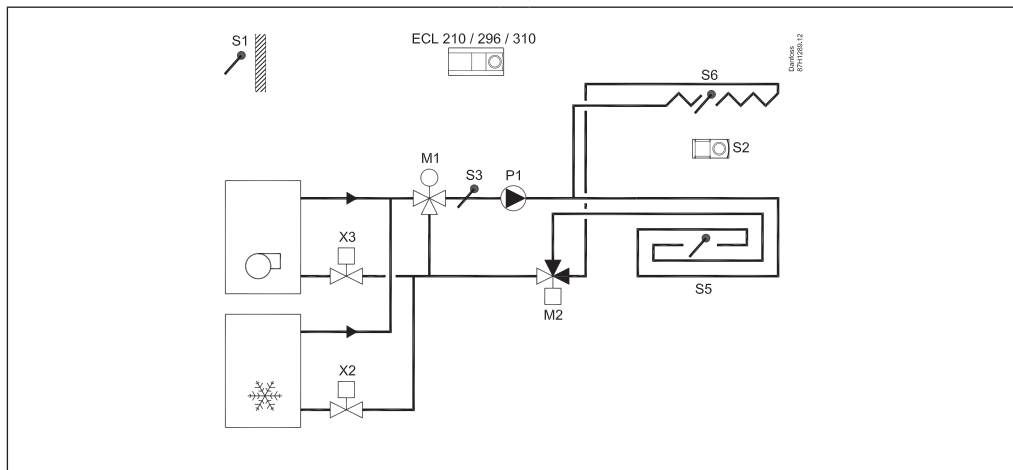 S1
ECL 210 / 296 / 310
Danfoss
87H1289.12
S6
S2
M1
S3
P1
X3
S5
M2
X2